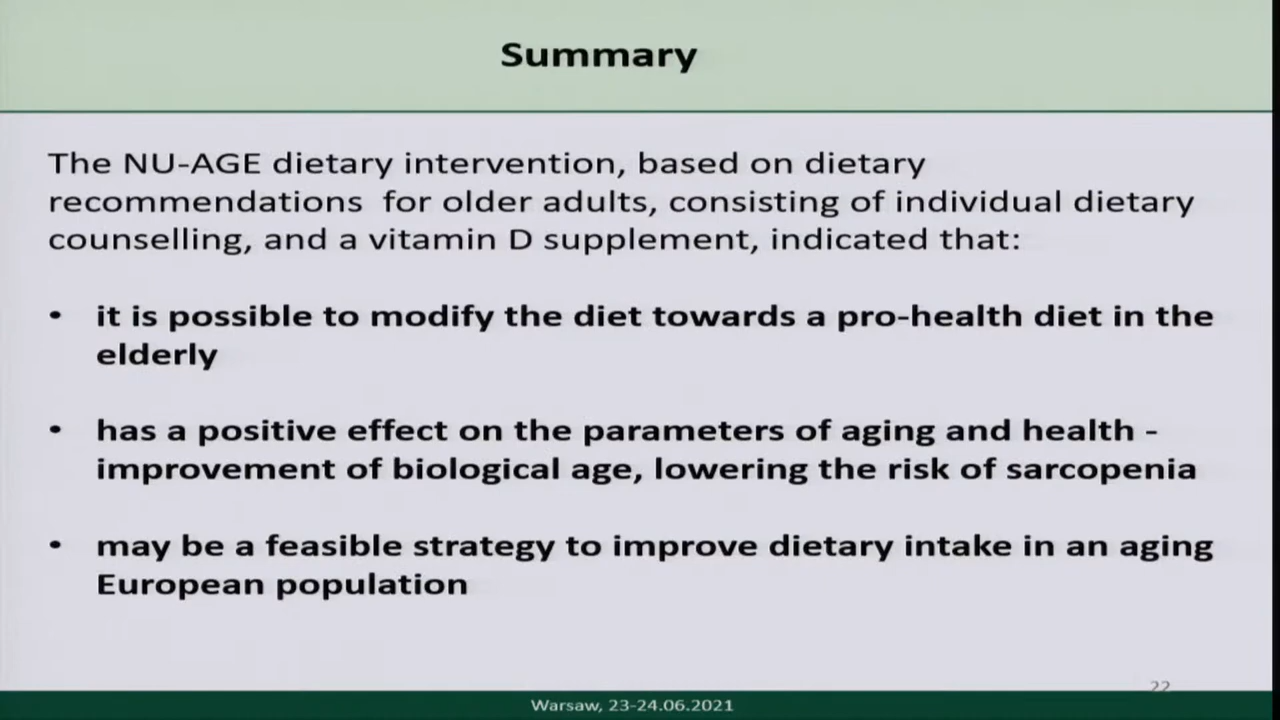 Summary
The NU-AGE dietary intervention, based on dietary
recommendations for older adults, consisting of individual dietary
counselling, and a vitamin D supplement, indicated that:
• it is possible to modify the diet towards a pro-health diet in the
elderly
• has a positive effect on the parameters of aging and health -
improvement of biological age, lowering the risk of sarcopenia
• may be a feasible strategy to improve dietary intake in an aging
European population
22
Warsaw, 23-24.06.2021